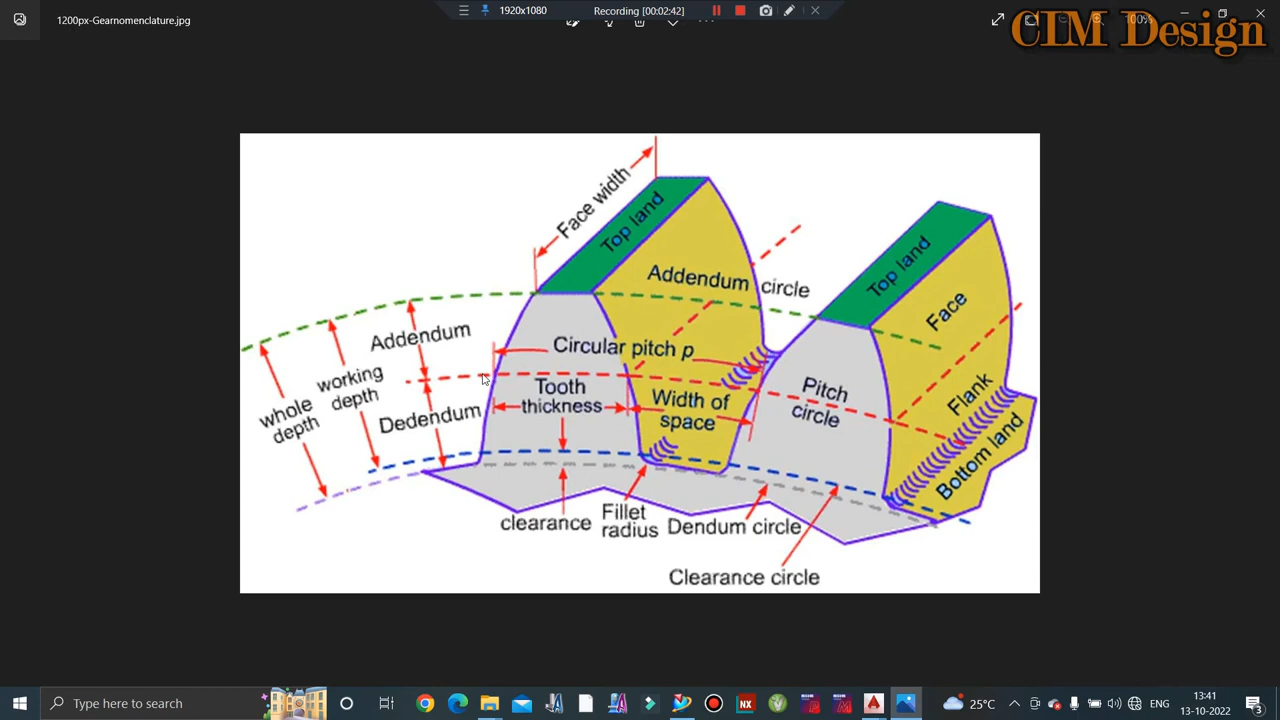 1200px-Gearnomenclature.jpg
1920x1080
Recording [00:02:42]
100%
CIM Design
Face width
Top land
Top land
Addendum circle
Face
Addendum
Circular pitch p
working
depth
whole
depth
Tooth
thickness
Width of
space
Pitch
circle
Flank
Dedendum
Bottom land
clearance
Fillet
radius
Dendum circle
Clearance circle
Type here to search
25°C
ENG
13:41
13-10-2022
3